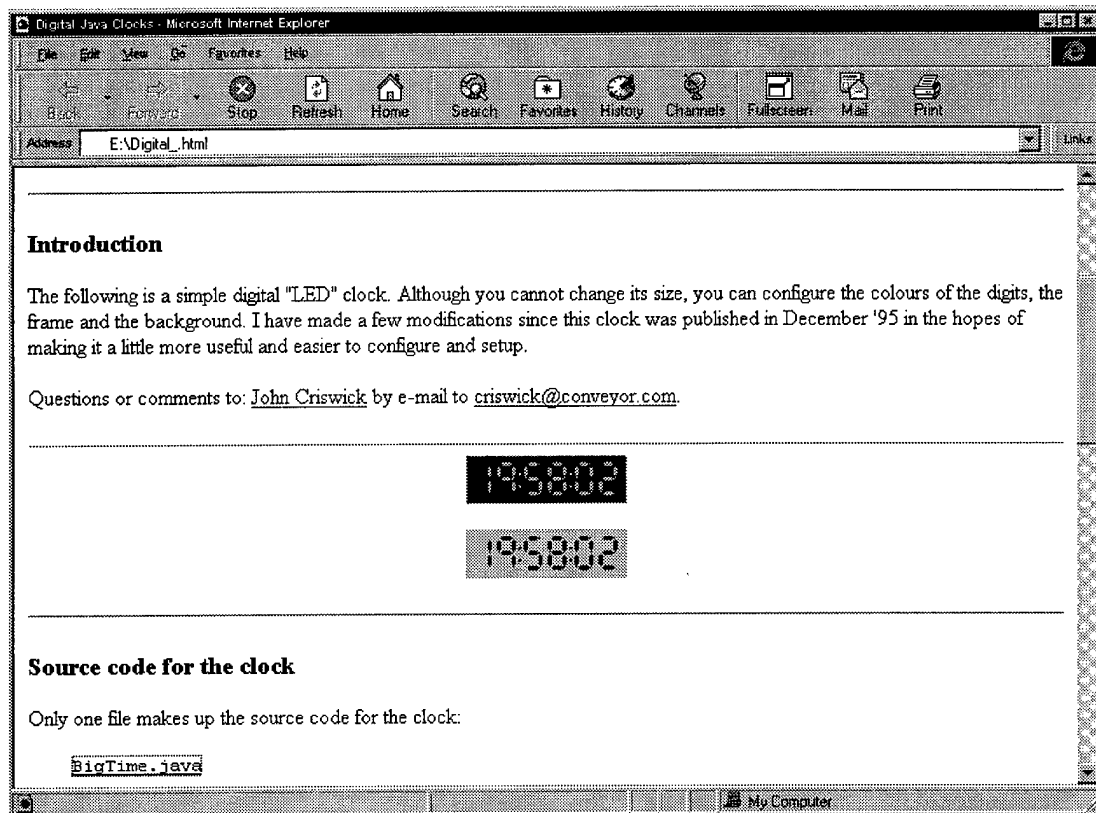 Digital Java Clocks - Microsoft Internet Explorer
File Edit View Go Favorites Help
Back Forward Stop Refresh Home Search Favorites History Channels Fullscreen Mail Print
Address E:\Digital_.html Links
Introduction
The following is a simple digital "LED" clock. Although you cannot change its size, you can configure the colours of the digits, the
frame and the background. I have made a few modifications since this clock was published in December '95 in the hopes of
making it a little more useful and easier to configure and setup.
Questions or comments to: John Criswick by e-mail to criswick@conveyor.com.
19:58:02
19:58:02
Source code for the clock
Only one file makes up the source code for the clock:
BigTime.java
My Computer